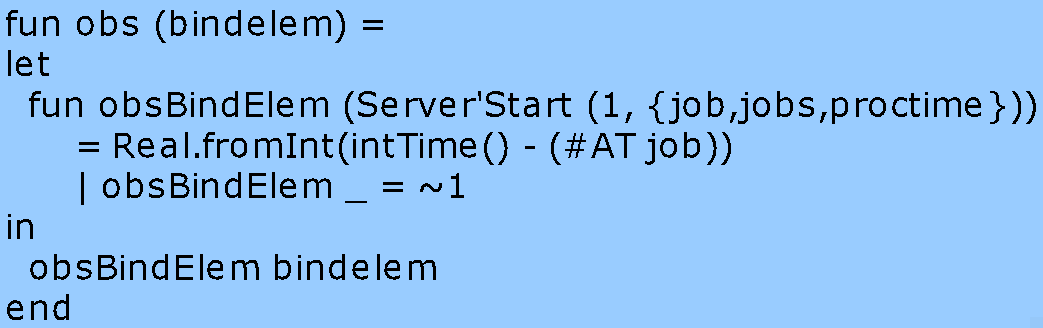 fun obs (bindelem) =
let
  fun obsBindElem (Server'Start (1, {job,jobs,proctime}))
      = Real.fromInt(intTime() - (#AT job))
      | obsBindElem _ = ~1
in
  obsBindElem bindelem
end